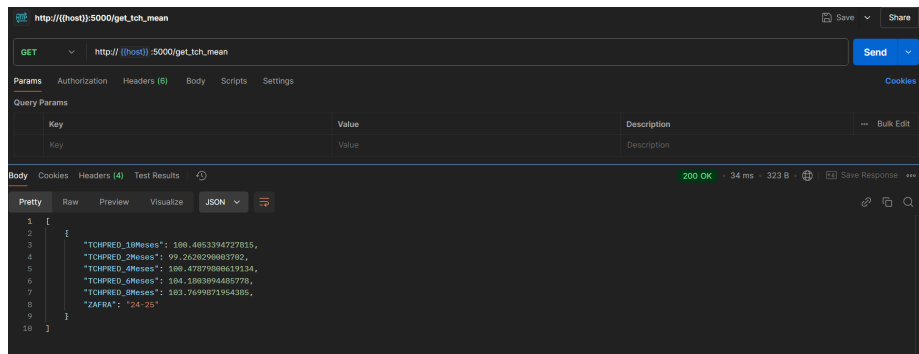 HTTP http://{{host}}:5000/get_tch_mean Save Share
GET http:// {{host}} :5000/get_tch_mean Send
Params Authorization Headers (6) Body Scripts Settings Cookies
Query Params
Key Value Description ••• Bulk Edit
Key Value Description
Body Cookies Headers (4) Test Results 200 OK • 34 ms • 323 B • Save Response •••
Pretty Raw Preview Visualize JSON
1 [
2 {
3 "TCHPRED_10Meses": 100.4053394727815,
4 "TCHPRED_2Meses": 99.2620290003702,
5 "TCHPRED_4Meses": 100.47879800619134,
6 "TCHPRED_6Meses": 104.1803094485778,
7 "TCHPRED_8Meses": 103.7699871954385,
8 "ZAFRA": "24-25"
9 }
10 ]